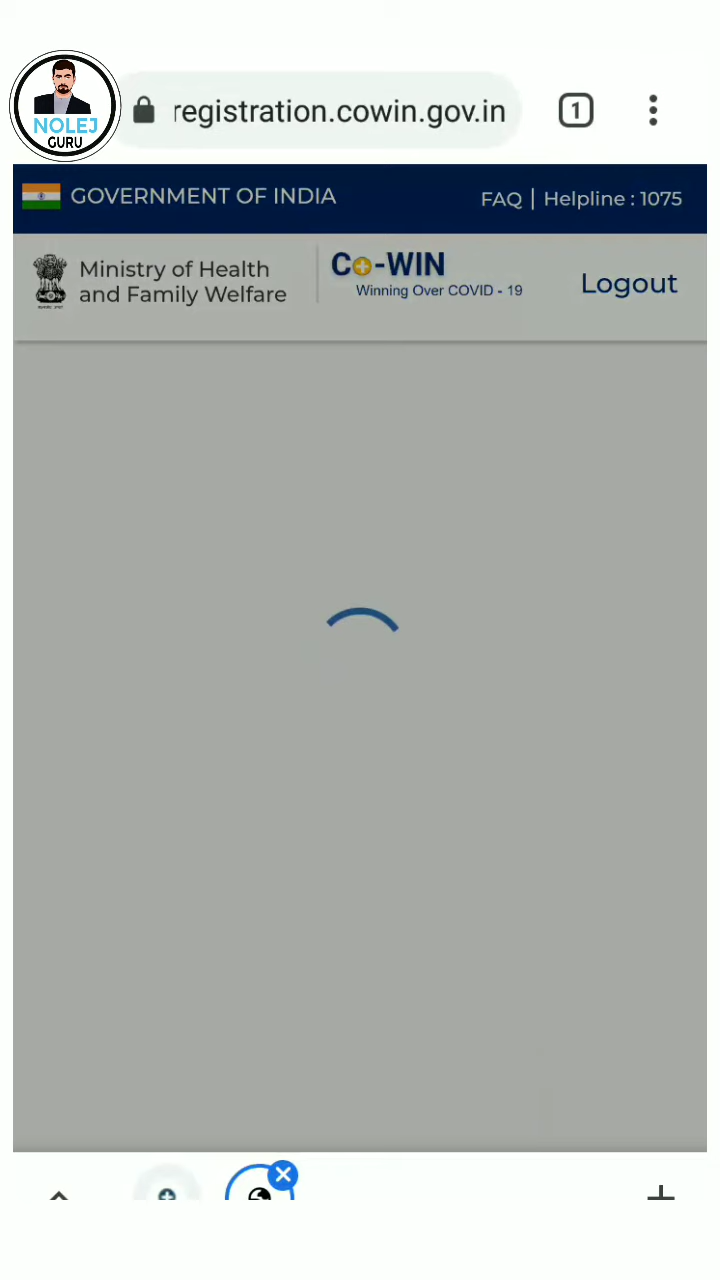 NOLEJ
GURU
registration.cowin.gov.in
1
GOVERNMENT OF INDIA
FAQ | Helpline : 1075
Ministry of Health
and Family Welfare
Co-WIN
Winning Over COVID - 19
Logout